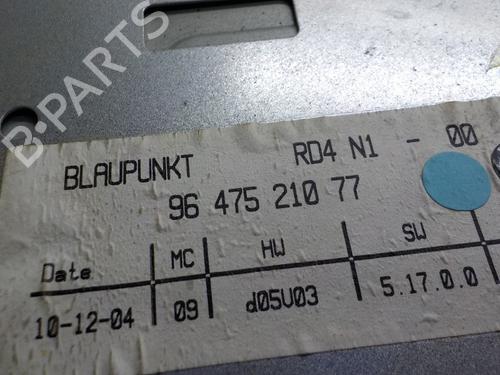 B-PARTS
BLAUPUNKT RD4 N1 - 00
96 475 210 77
Date MC HW SW
10-12-04 09 d05V03 5.17.0.0